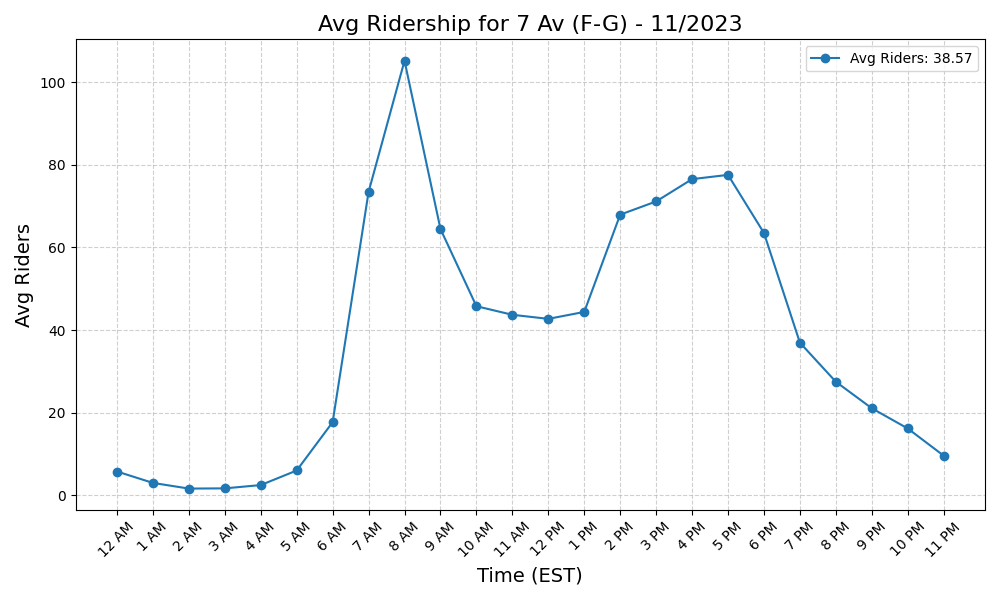 Avg Ridership for 7 Av (F-G) - 11/2023
Avg Riders: 38.57
Avg Riders
100
80
60
40
20
0
12 AM
1 AM
2 AM
3 AM
4 AM
5 AM
6 AM
7 AM
8 AM
9 AM
10 AM
11 AM
12 PM
1 PM
2 PM
3 PM
4 PM
5 PM
6 PM
7 PM
8 PM
9 PM
10 PM
11 PM
Time (EST)